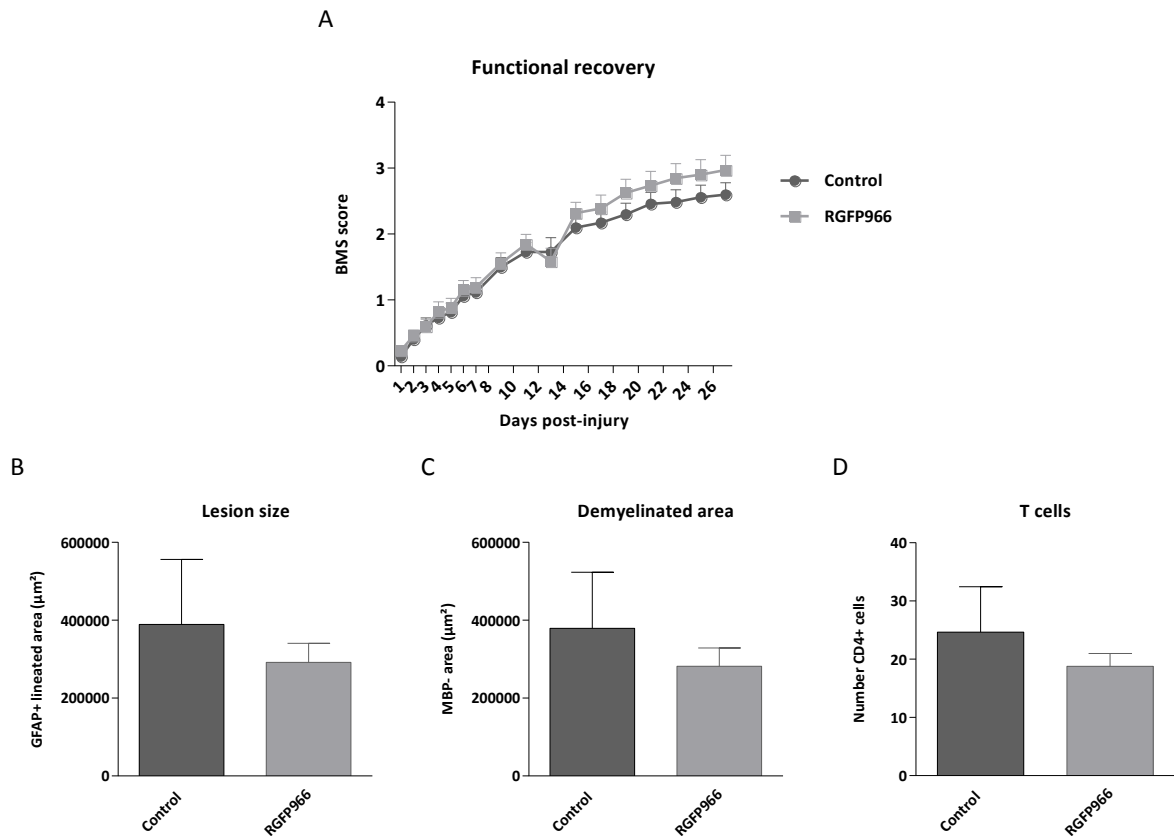 A
Functional recovery
4
3
2
1
0
BMS score
1 2 3 4 5 6 7 8 10 12 14 16 18 20 22 24 26
Days post-injury
Control
RGFP966
B
Lesion size
600000
400000
200000
0
GFAP+ lineated area (µm²)
Control
RGFP966
C
Demyelinated area
600000
400000
200000
0
MBP- area (µm²)
Control
RGFP966
D
T cells
40
30
20
10
0
Number CD4+ cells
Control
RGFP966